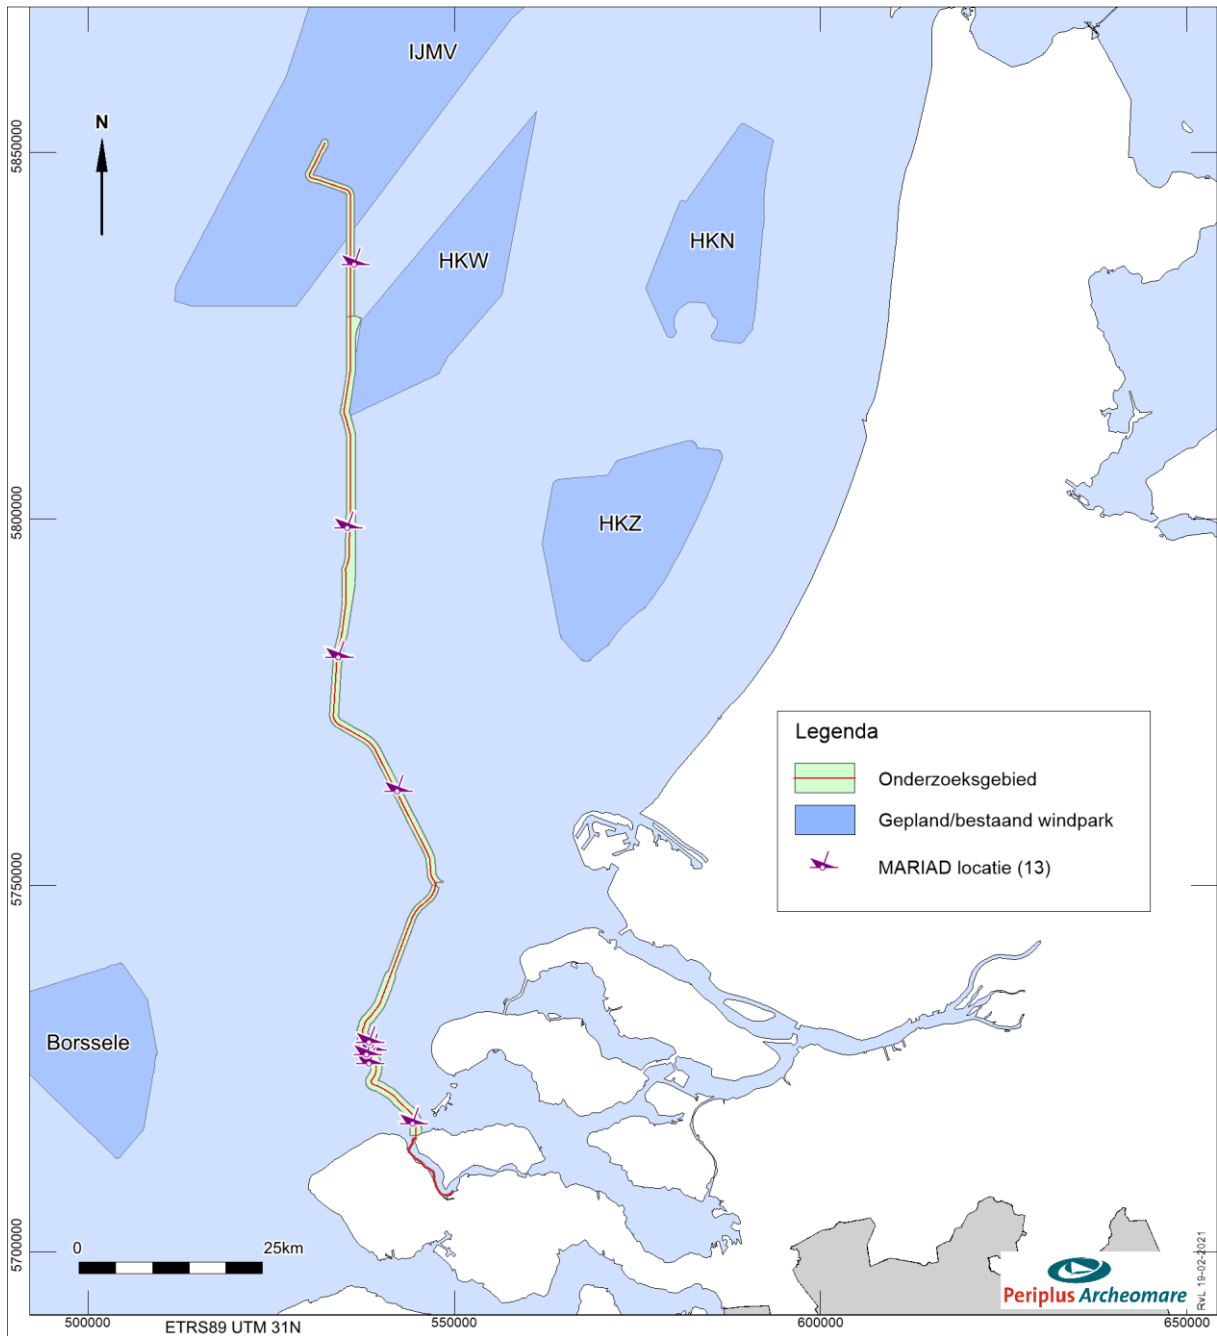 IJMV
N
5850000
HKW
HKN
5800000
HKZ
Legenda
Onderzoeksgebied
Gepland/bestaand windpark
MARIAD locatie (13)
5750000
Borssele
5700000
0
25km
Periplus Archeomare
RvL 19-02-2021
500000
ETRS89 UTM 31N
550000
600000
650000